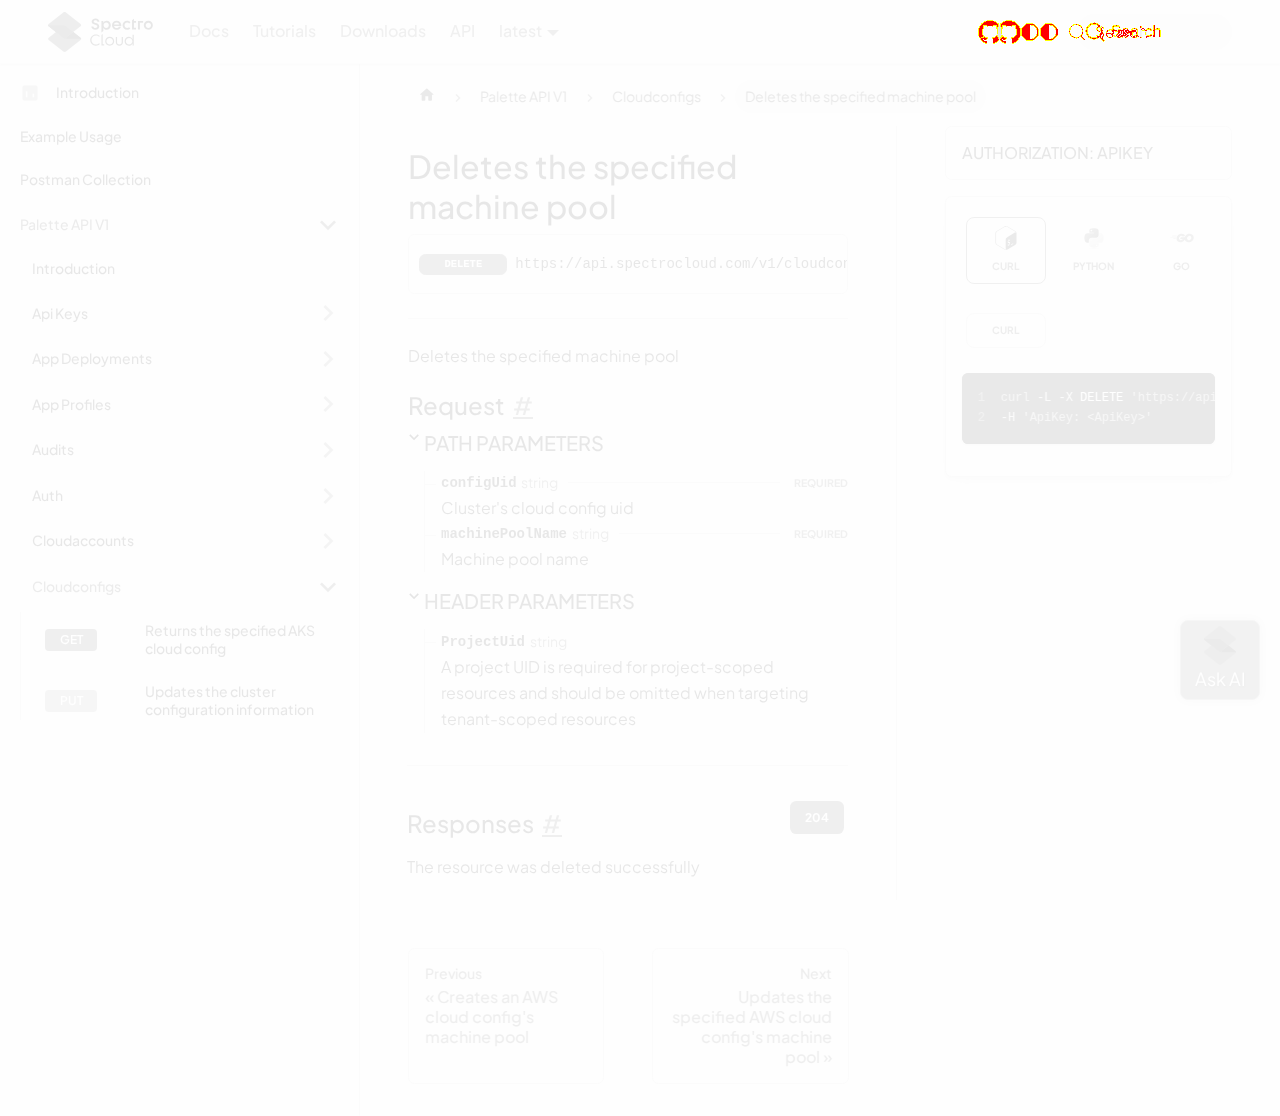 Spectro
Cloud
Docs
Tutorials
Downloads
API
latest
Introduction
Example Usage
Postman Collection
Palette API V1
Introduction
Api Keys
App Deployments
App Profiles
Audits
Auth
Cloudaccounts
Cloudconfigs
GET
Returns the specified AKS
cloud config
PUT
Updates the cluster
configuration information
Palette API V1
Cloudconfigs
Deletes the specified machine pool
Deletes the specified
machine pool
DELETE
https://api.spectrocloud.com/v1/cloudcon
Deletes the specified machine pool
Request #
PATH PARAMETERS
configUid string REQUIRED
Cluster's cloud config uid
machinePoolName string REQUIRED
Machine pool name
HEADER PARAMETERS
ProjectUid string
A project UID is required for project-scoped
resources and should be omitted when targeting
tenant-scoped resources
Responses #
204
The resource was deleted successfully
Previous
« Creates an AWS
cloud config's
machine pool
Next
Updates the
specified AWS cloud
config's machine
pool »
AUTHORIZATION: APIKEY
CURL
PYTHON
GO
CURL
1 curl -L -X DELETE 'https://api
2 -H 'ApiKey: <ApiKey>'
Ask AI